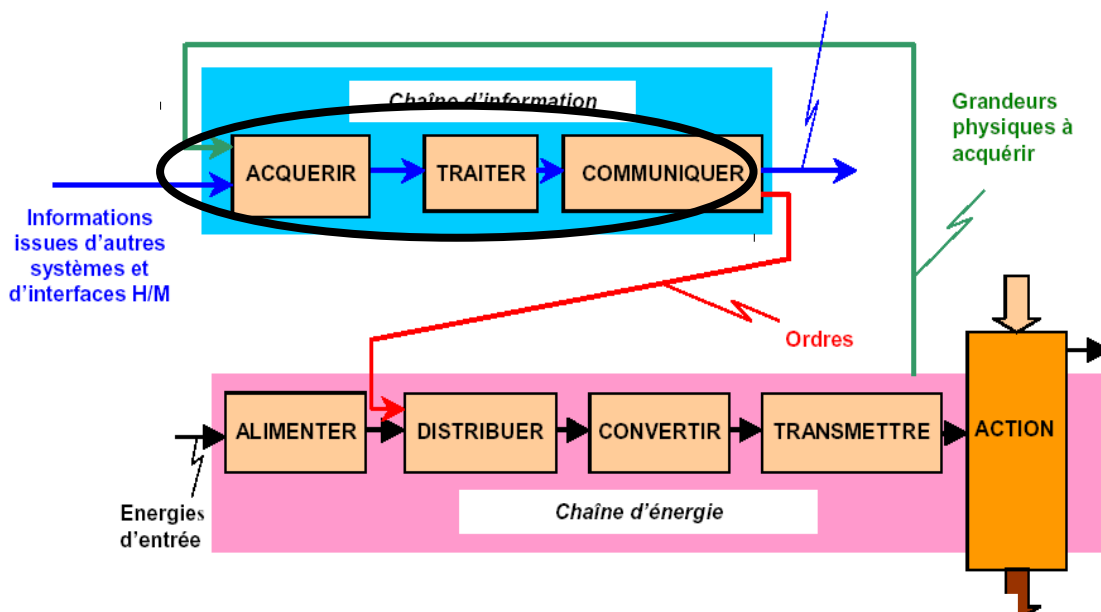 Chaîne d'information
Grandeurs
physiques à
acquérir
ACQUERIR
TRAITER
COMMUNIQUER
Informations
issues d'autres
systèmes et
d'interfaces H/M
Ordres
ALIMENTER
DISTRIBUER
CONVERTIR
TRANSMETTRE
ACTION
Energies
d'entrée
Chaîne d'énergie